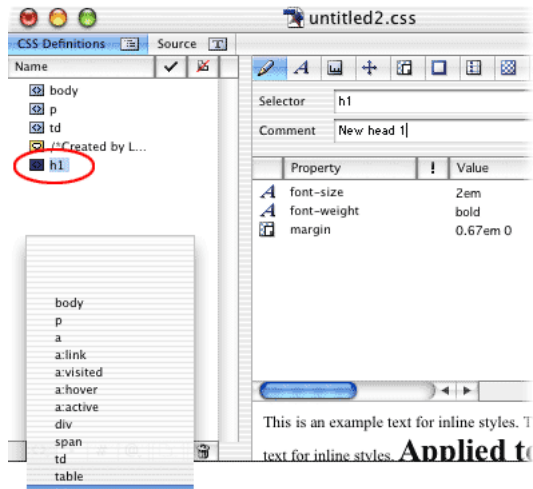 untitled2.css
CSS Definitions Source
Name
body
p
td
(*Created by L...
h1
Selector h1
Comment New head 1
Property ! Value
font-size 2em
font-weight bold
margin 0.67em 0
body
p
a
a:link
a:visited
a:hover
a:active
div
span
td
table
This is an example text for inline styles.
text for inline styles. Applied to